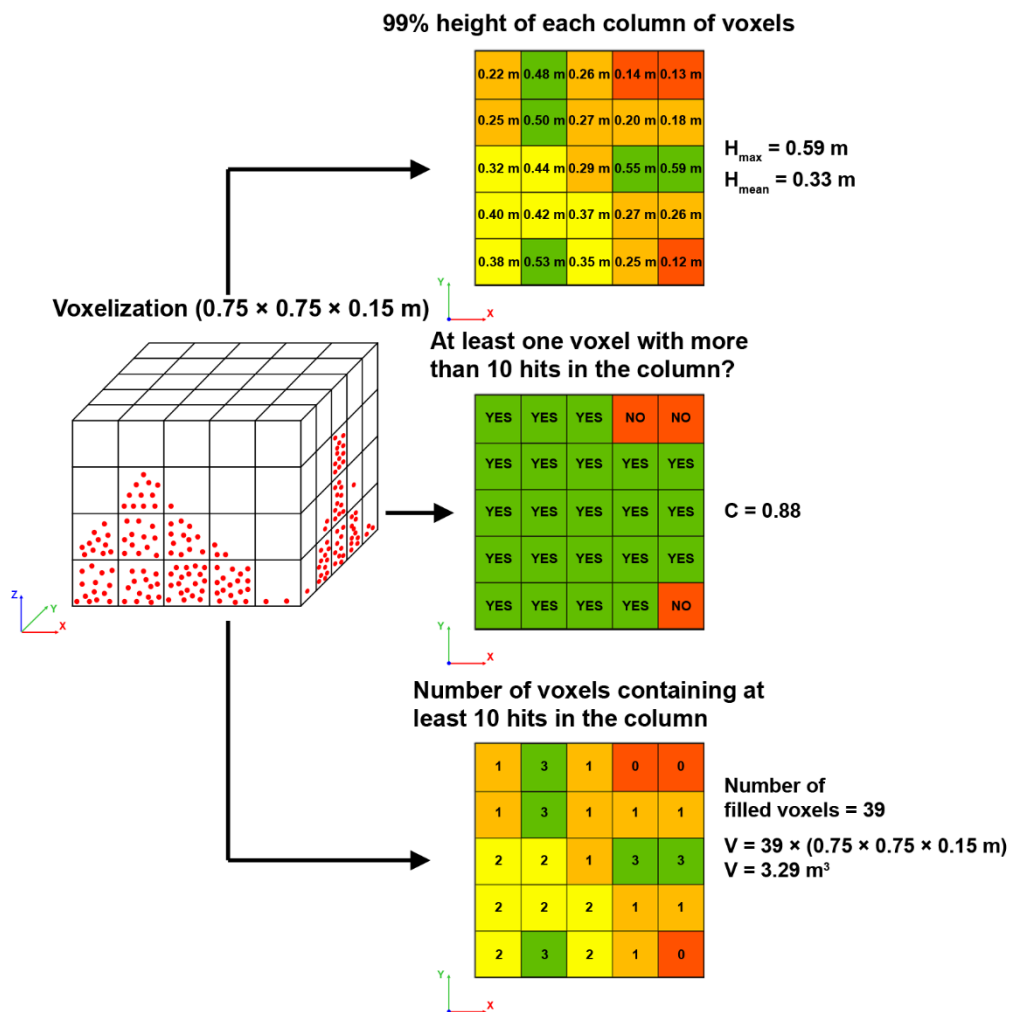 99% height of each column of voxels
0.22 m 0.48 m 0.26 m 0.14 m 0.13 m
0.25 m 0.50 m 0.27 m 0.20 m 0.18 m
0.32 m 0.44 m 0.29 m 0.55 m 0.59 m
0.40 m 0.42 m 0.37 m 0.27 m 0.26 m
0.38 m 0.53 m 0.35 m 0.25 m 0.12 m
Hmax = 0.59 m
Hmean = 0.33 m
Y
X
Voxelization (0.75 × 0.75 × 0.15 m)
Z
Y
X
At least one voxel with more
than 10 hits in the column?
YES YES YES NO NO
YES YES YES YES YES
YES YES YES YES YES
YES YES YES YES YES
YES YES YES YES NO
C = 0.88
Y
X
Number of voxels containing at
least 10 hits in the column
1 3 1 0 0
1 3 1 1 1
2 2 1 3 3
2 2 2 1 1
2 3 2 1 0
Number of
filled voxels = 39
V = 39 × (0.75 × 0.75 × 0.15 m)
V = 3.29 m³
Y
X